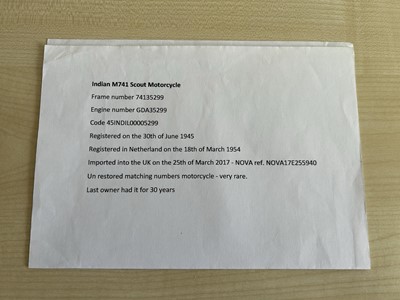 Indian M741 Scout Motorcycle
Frame number 74135299
Engine number GDA35299
Code 45INDIL00005299
Registered on the 30th of June 1945
Registered in Netherland on the 18th of March 1954
Imported into the UK on the 25th of March 2017 - NOVA ref. NOVA17E255940
Un restored matching numbers motorcycle - very rare.
Last owner had it for 30 years